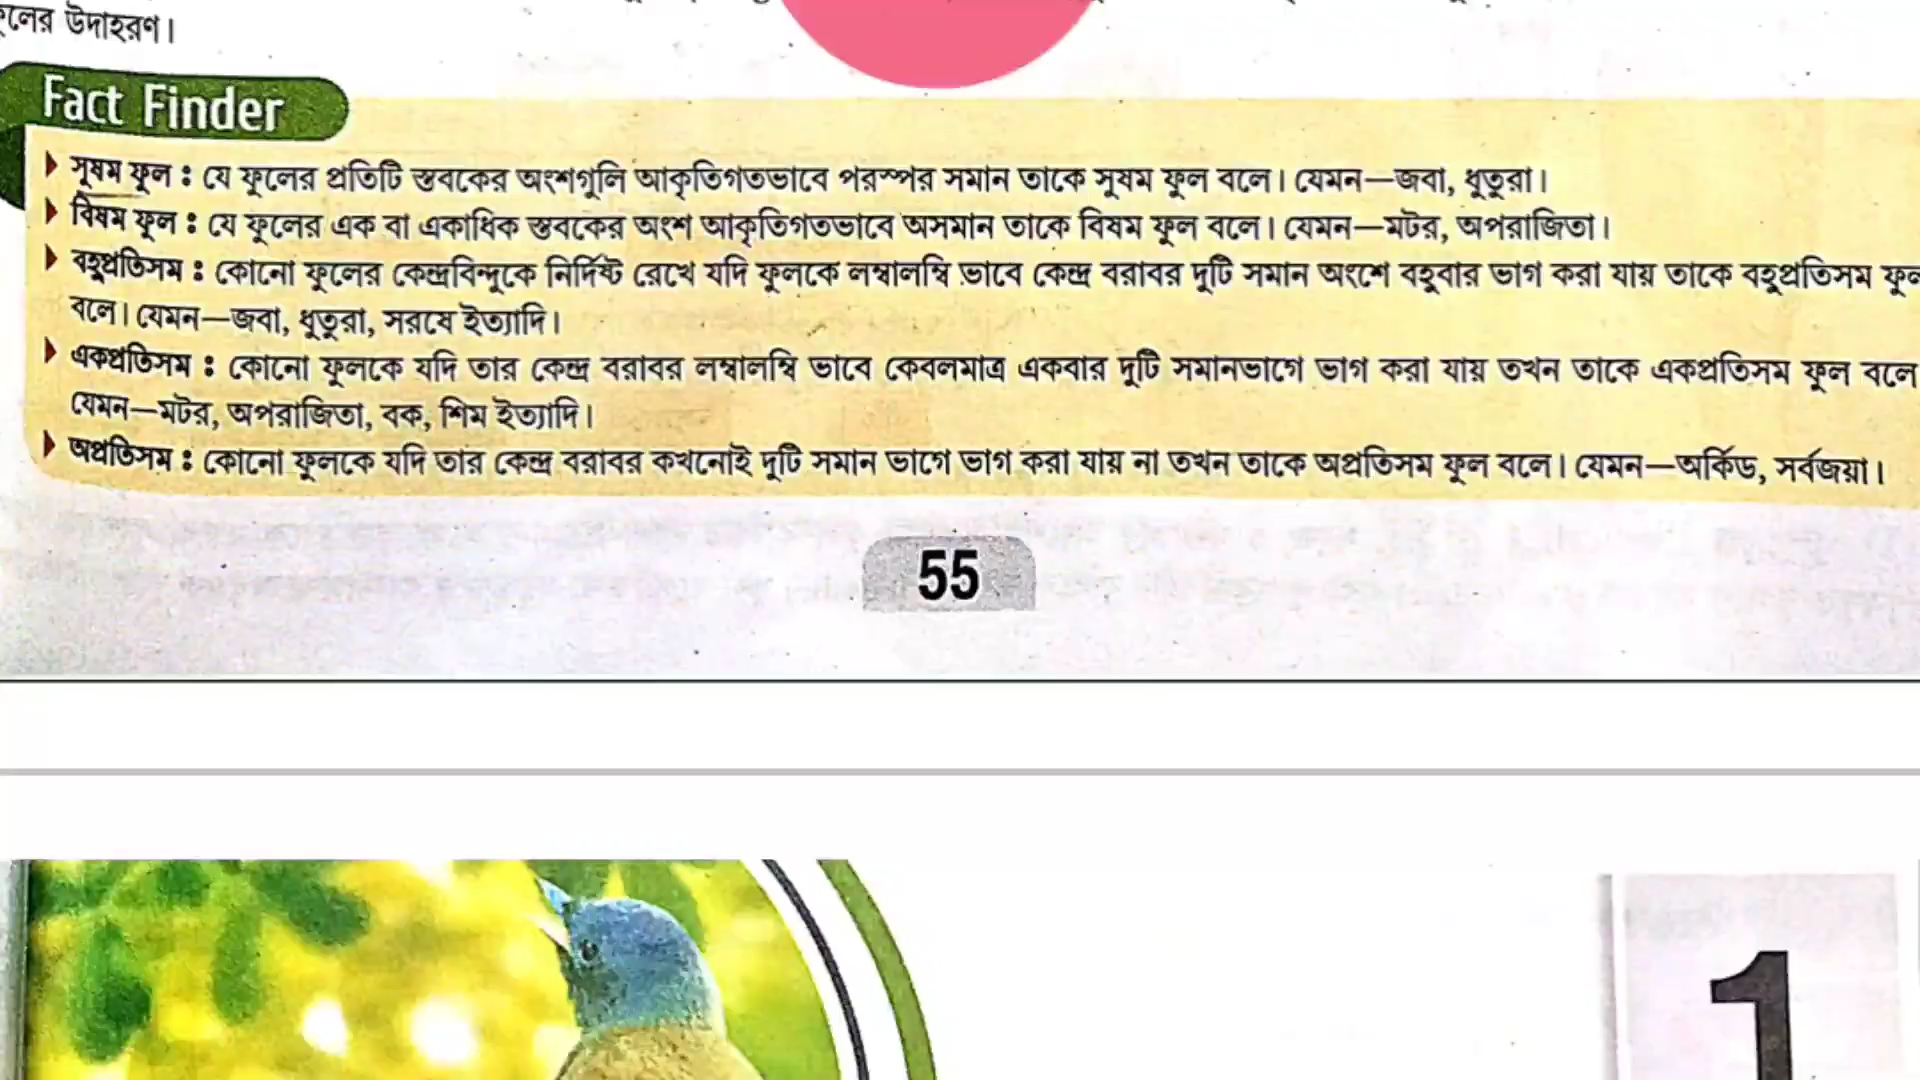 উদাহরণ।
Fact Finder
সুষম ফুল : যে ফুলের প্রতিটি স্তবকের অংশগুলি আকৃতিগতভাবে পরস্পর সমান তাকে সুষম ফুল বলে। যেমন—জবা, ধুতুরা।
বিষম ফুল : যে ফুলের এক বা একাধিক স্তবকের অংশ আকৃতিগতভাবে অসমান তাকে বিষম ফুল বলে। যেমন—মটর, অপরাজিতা।
বহুপ্রতিসম : কোনো ফুলের কেন্দ্রবিন্দুকে নির্দিষ্ট রেখে যদি ফুলকে লম্বালম্বি ভাবে কেন্দ্র বরাবর দুটি সমান অংশে বহুবার ভাগ করা যায় তাকে বহুপ্রতিসম ফুল
বলে। যেমন—জবা, ধুতুরা, সরষে ইত্যাদি।
একপ্রতিসম : কোনো ফুলকে যদি তার কেন্দ্র বরাবর লম্বালম্বি ভাবে কেবলমাত্র একবার দুটি সমানভাগে ভাগ করা যায় তখন তাকে একপ্রতিসম ফুল বলে
যেমন—মটর, অপরাজিতা, বক, শিম ইত্যাদি।
অপ্রতিসম : কোনো ফুলকে যদি তার কেন্দ্র বরাবর কখনোই দুটি সমান ভাগে ভাগ করা যায় না তখন তাকে অপ্রতিসম ফুল বলে। যেমন—অর্কিড, সর্বজয়া।
55
1